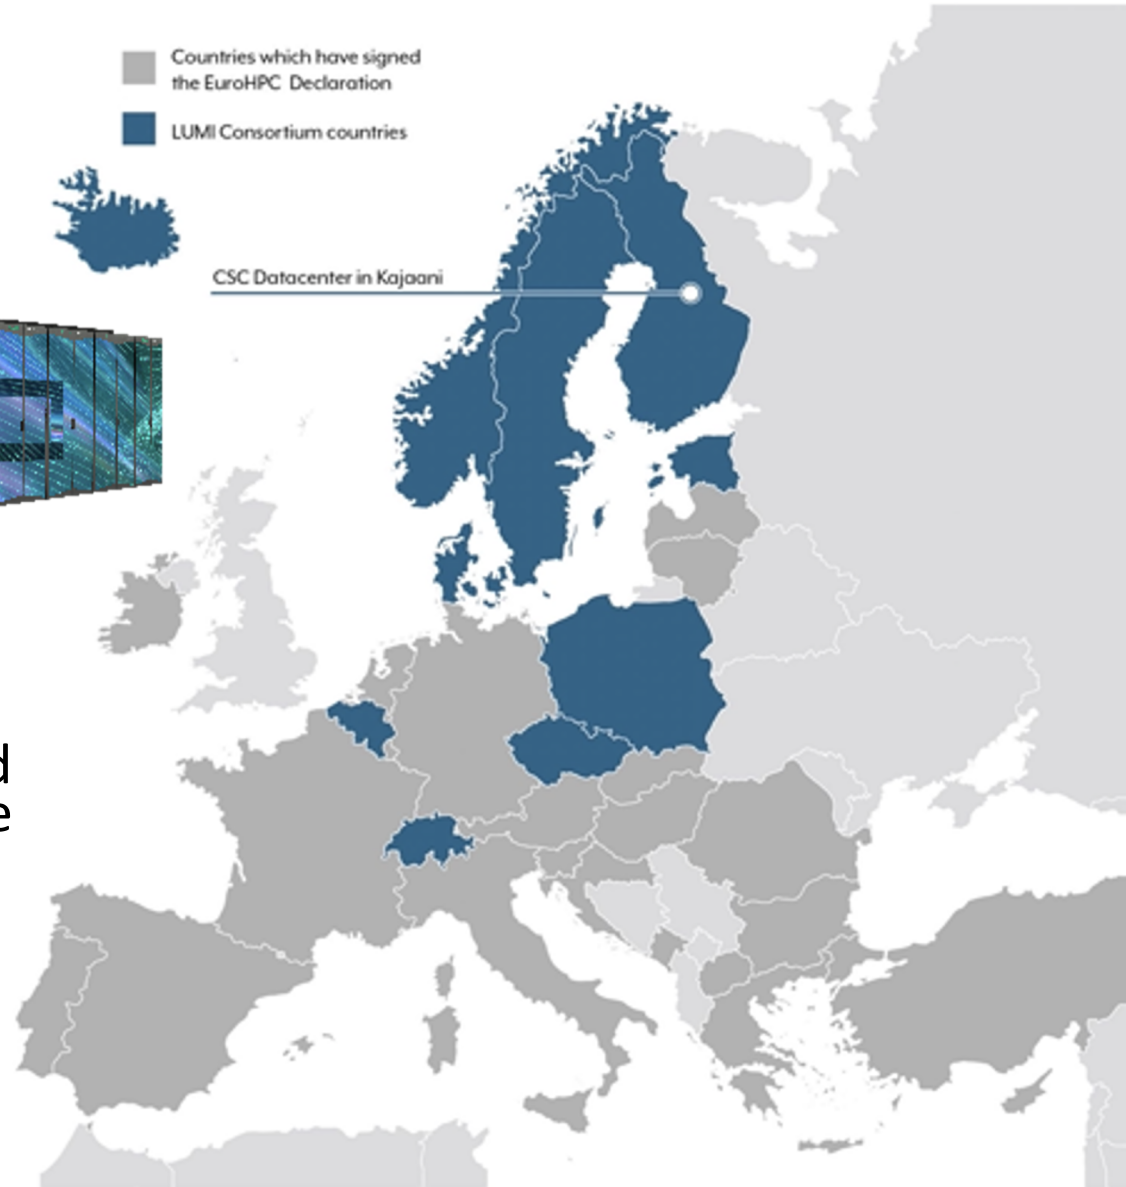 Countries which have signed
the EuroHPC Declaration
LUMI Consortium countries
CSC Datacenter in Kajaani
d
e